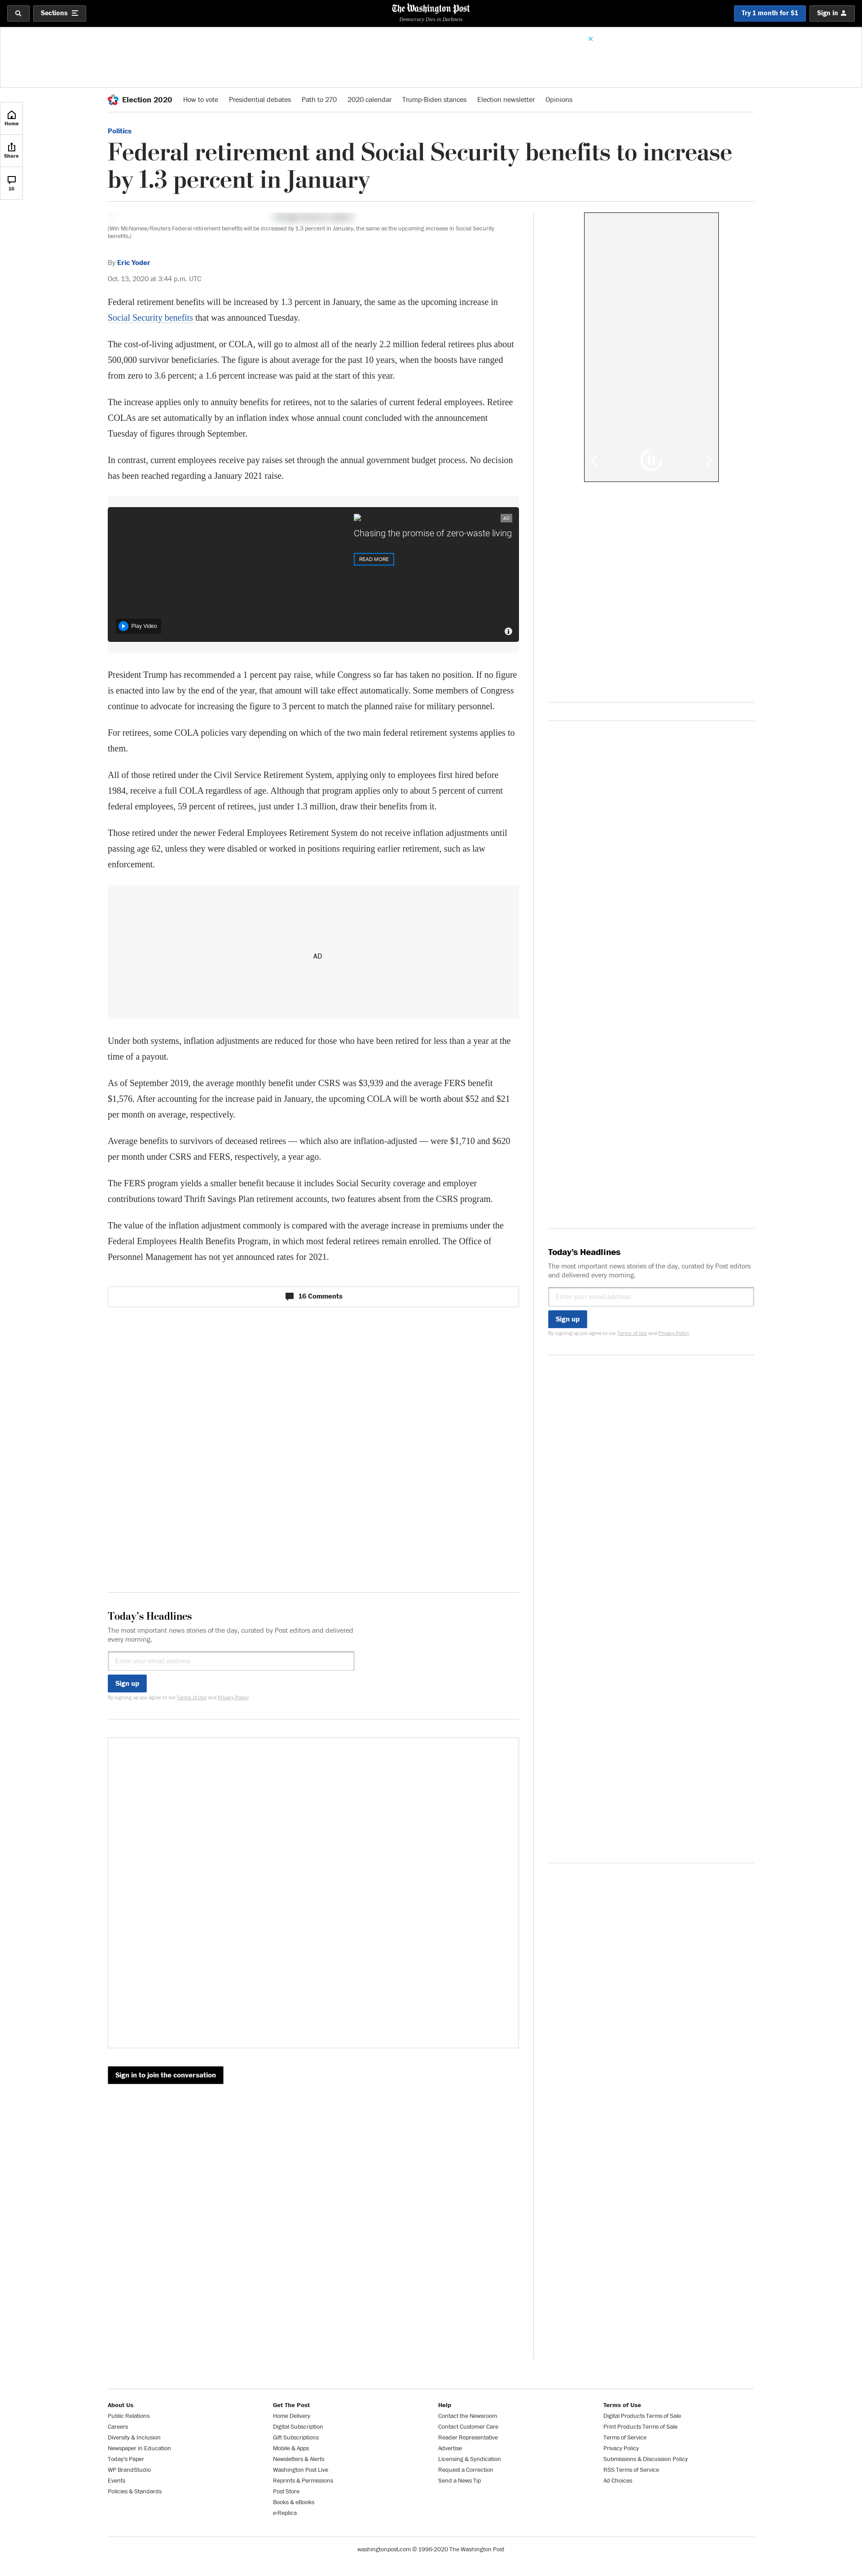 Sections
The Washington Post
Democracy Dies in Darkness
Try 1 month for $1
Sign in
Home
Share
16
Election 2020
How to vote
Presidential debates
Path to 270
2020 calendar
Trump-Biden stances
Election newsletter
Opinions
Politics
Federal retirement and Social Security benefits to increase
by 1.3 percent in January
(Win McNamee/Reuters Federal retirement benefits will be increased by 1.3 percent in January, the same as the upcoming increase in Social Security
benefits.)
By Eric Yoder
Oct. 13, 2020 at 3:44 p.m. UTC
Federal retirement benefits will be increased by 1.3 percent in January, the same as the upcoming increase in
Social Security benefits that was announced Tuesday.
The cost-of-living adjustment, or COLA, will go to almost all of the nearly 2.2 million federal retirees plus about
500,000 survivor beneficiaries. The figure is about average for the past 10 years, when the boosts have ranged
from zero to 3.6 percent; a 1.6 percent increase was paid at the start of this year.
The increase applies only to annuity benefits for retirees, not to the salaries of current federal employees. Retiree
COLAs are set automatically by an inflation index whose annual count concluded with the announcement
Tuesday of figures through September.
In contrast, current employees receive pay raises set through the annual government budget process. No decision
has been reached regarding a January 2021 raise.
AD
Chasing the promise of zero-waste living
READ MORE
Play Video
President Trump has recommended a 1 percent pay raise, while Congress so far has taken no position. If no figure
is enacted into law by the end of the year, that amount will take effect automatically. Some members of Congress
continue to advocate for increasing the figure to 3 percent to match the planned raise for military personnel.
For retirees, some COLA policies vary depending on which of the two main federal retirement systems applies to
them.
All of those retired under the Civil Service Retirement System, applying only to employees first hired before
1984, receive a full COLA regardless of age. Although that program applies only to about 5 percent of current
federal employees, 59 percent of retirees, just under 1.3 million, draw their benefits from it.
Those retired under the newer Federal Employees Retirement System do not receive inflation adjustments until
passing age 62, unless they were disabled or worked in positions requiring earlier retirement, such as law
enforcement.
AD
Under both systems, inflation adjustments are reduced for those who have been retired for less than a year at the
time of a payout.
As of September 2019, the average monthly benefit under CSRS was $3,939 and the average FERS benefit
$1,576. After accounting for the increase paid in January, the upcoming COLA will be worth about $52 and $21
per month on average, respectively.
Average benefits to survivors of deceased retirees — which also are inflation-adjusted — were $1,710 and $620
per month under CSRS and FERS, respectively, a year ago.
The FERS program yields a smaller benefit because it includes Social Security coverage and employer
contributions toward Thrift Savings Plan retirement accounts, two features absent from the CSRS program.
The value of the inflation adjustment commonly is compared with the average increase in premiums under the
Federal Employees Health Benefits Program, in which most federal retirees remain enrolled. The Office of
Personnel Management has not yet announced rates for 2021.
16 Comments
Today's Headlines
The most important news stories of the day, curated by Post editors
and delivered every morning.
Enter your email address
Sign up
By signing up you agree to our Terms of Use and Privacy Policy
Today's Headlines
The most important news stories of the day, curated by Post editors and delivered
every morning.
Enter your email address
Sign up
By signing up you agree to our Terms of Use and Privacy Policy
Sign in to join the conversation
About Us
Public Relations
Careers
Diversity & Inclusion
Newspaper in Education
Today's Paper
WP BrandStudio
Events
Policies & Standards
Get The Post
Home Delivery
Digital Subscription
Gift Subscriptions
Mobile & Apps
Newsletters & Alerts
Washington Post Live
Reprints & Permissions
Post Store
Books & eBooks
e-Replica
Help
Contact the Newsroom
Contact Customer Care
Reader Representative
Advertise
Licensing & Syndication
Request a Correction
Send a News Tip
Terms of Use
Digital Products Terms of Sale
Print Products Terms of Sale
Terms of Service
Privacy Policy
Submissions & Discussion Policy
RSS Terms of Service
Ad Choices
washingtonpost.com © 1996-2020 The Washington Post